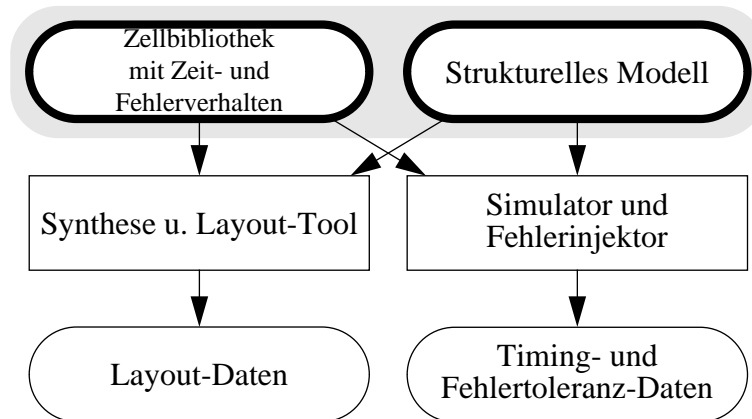 Zellbibliothek
mit Zeit- und
Fehlerverhalten
Strukturelles Modell
Synthese u. Layout-Tool
Simulator und
Fehlerinjektor
Layout-Daten
Timing- und
Fehlertoleranz-Daten